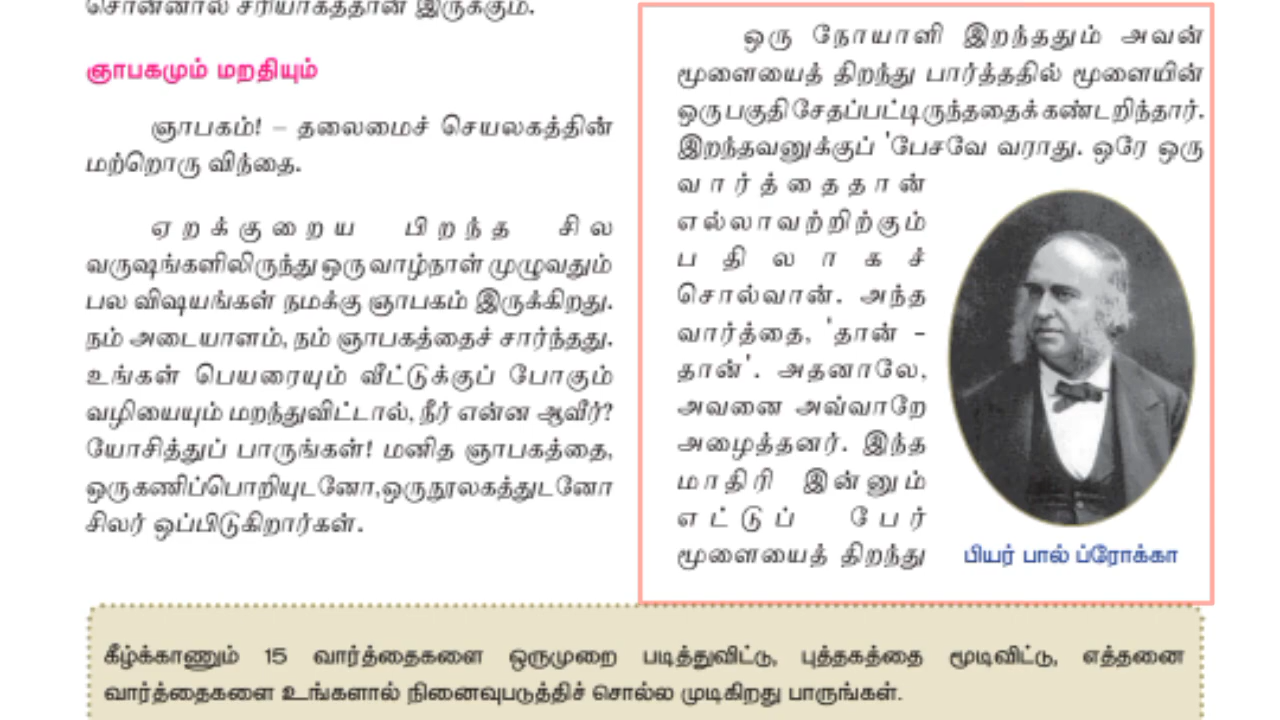 சொன்னால் சரியாகத்தான் இருக்கும்.
ஞாபகமும் மறதியும்
ஞாபகம்! – தலைமைச் செயலகத்தின்
மற்றொரு விந்தை.
ஏறக்குறைய பிறந்த சில
வருஷங்களிலிருந்து ஒரு வாழ்நாள் முழுவதும்
பல விஷயங்கள் நமக்கு ஞாபகம் இருக்கிறது.
நம் அடையாளம், நம் ஞாபகத்தைச் சார்ந்தது.
உங்கள் பெயரையும் வீட்டுக்குப் போகும்
வழியையும் மறந்துவிட்டால், நீர் என்ன ஆவீர்?
யோசித்துப் பாருங்கள்! மனித ஞாபகத்தை,
ஒரு கணிப்பொறியுடனோ, ஒரு நூலகத்துடனோ
சிலர் ஒப்பிடுகிறார்கள்.
ஒரு நோயாளி இறந்ததும் அவன்
மூளையைத் திறந்து பார்த்ததில் மூளையின்
ஒரு பகுதி சேதப்பட்டிருந்ததைக் கண்டறிந்தார்.
இறந்தவனுக்குப் 'பேசவே வராது. ஒரே ஒரு
வார்த்தைதான்
எல்லாவற்றிற்கும்
பதிலாகச்
சொல்வான். அந்த
வார்த்தை, 'தான் –
தான்'. அதனாலே,
அவனை அவ்வாறே
அழைத்தனர். இந்த
மாதிரி இன்னும்
எட்டுப் பேர்
மூளையைத் திறந்து
பியர் பால் ப்ரோக்கா
கீழ்க்காணும் 15 வார்த்தைகளை ஒருமுறை படித்துவிட்டு, புத்தகத்தை மூடிவிட்டு, எத்தனை
வார்த்தைகளை உங்களால் நினைவுபடுத்திச் சொல்ல முடிகிறது பாருங்கள்.